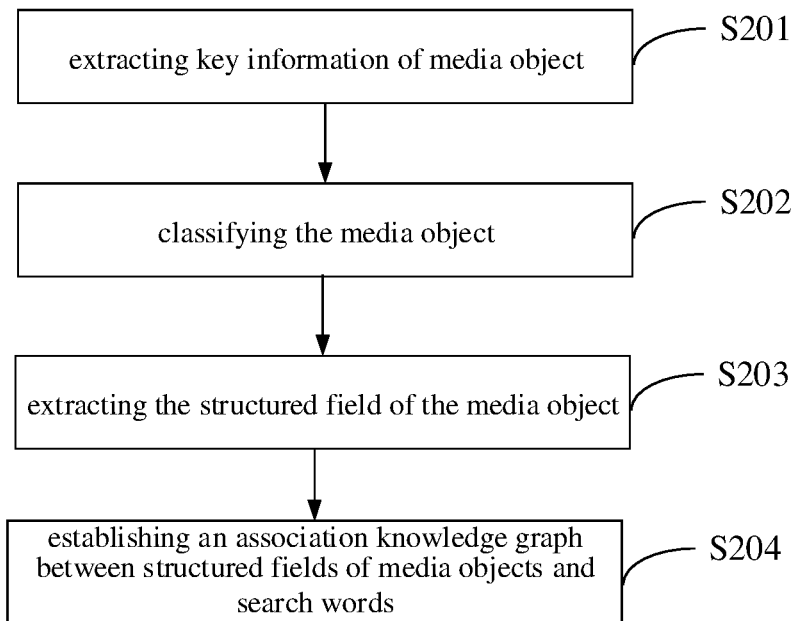 extracting key information of media object
S201
classifying the media object
S202
extracting the structured field of the media object
S203
establishing an association knowledge graph
between structured fields of media objects and
search words
S204